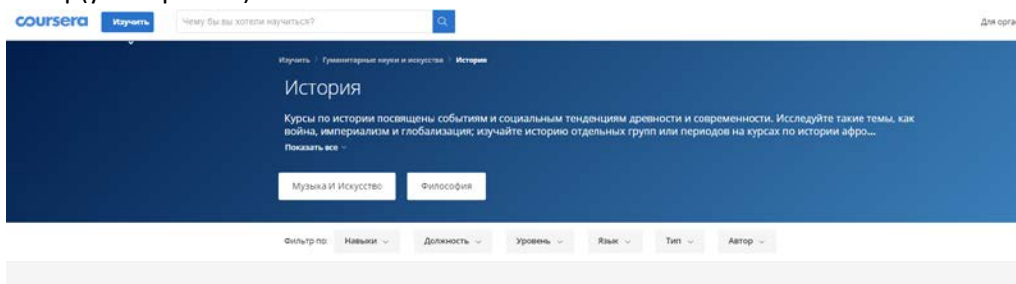 coursera Изучить Чему бы вы хотели научиться? Для орга
Изучить Гуманитарные науки и искусства История
История
Курсы по истории посвящены событиям и социальным тенденциям древности и современности. Исследуйте такие темы, как
война, империализм и глобализация; изучайте историю отдельных групп или периодов на курсах по истории афро...
Показать все
Музыка И Искусство Философия
Фильтр по: Навыки Должность Уровень Язык Тип Автор